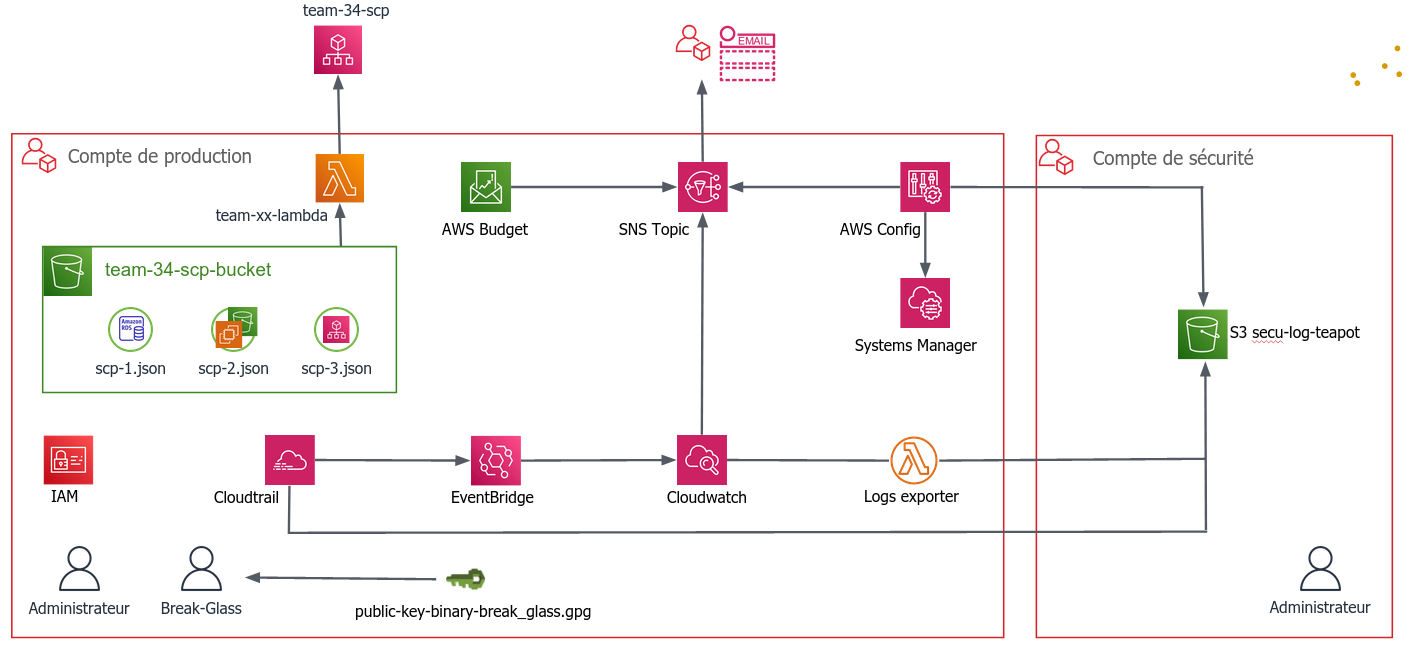 team-34-scp
EMAIL
Compte de production
Compte de sécurité
team-xx-lambda
AWS Budget
SNS Topic
AWS Config
team-34-scp-bucket
Amazon
RDS
scp-1.json
scp-2.json
scp-3.json
Systems Manager
S3 secu-log-teapot
IAM
Cloudtrail
EventBridge
Cloudwatch
Logs exporter
Administrateur
Break-Glass
public-key-binary-break_glass.gpg
Administrateur